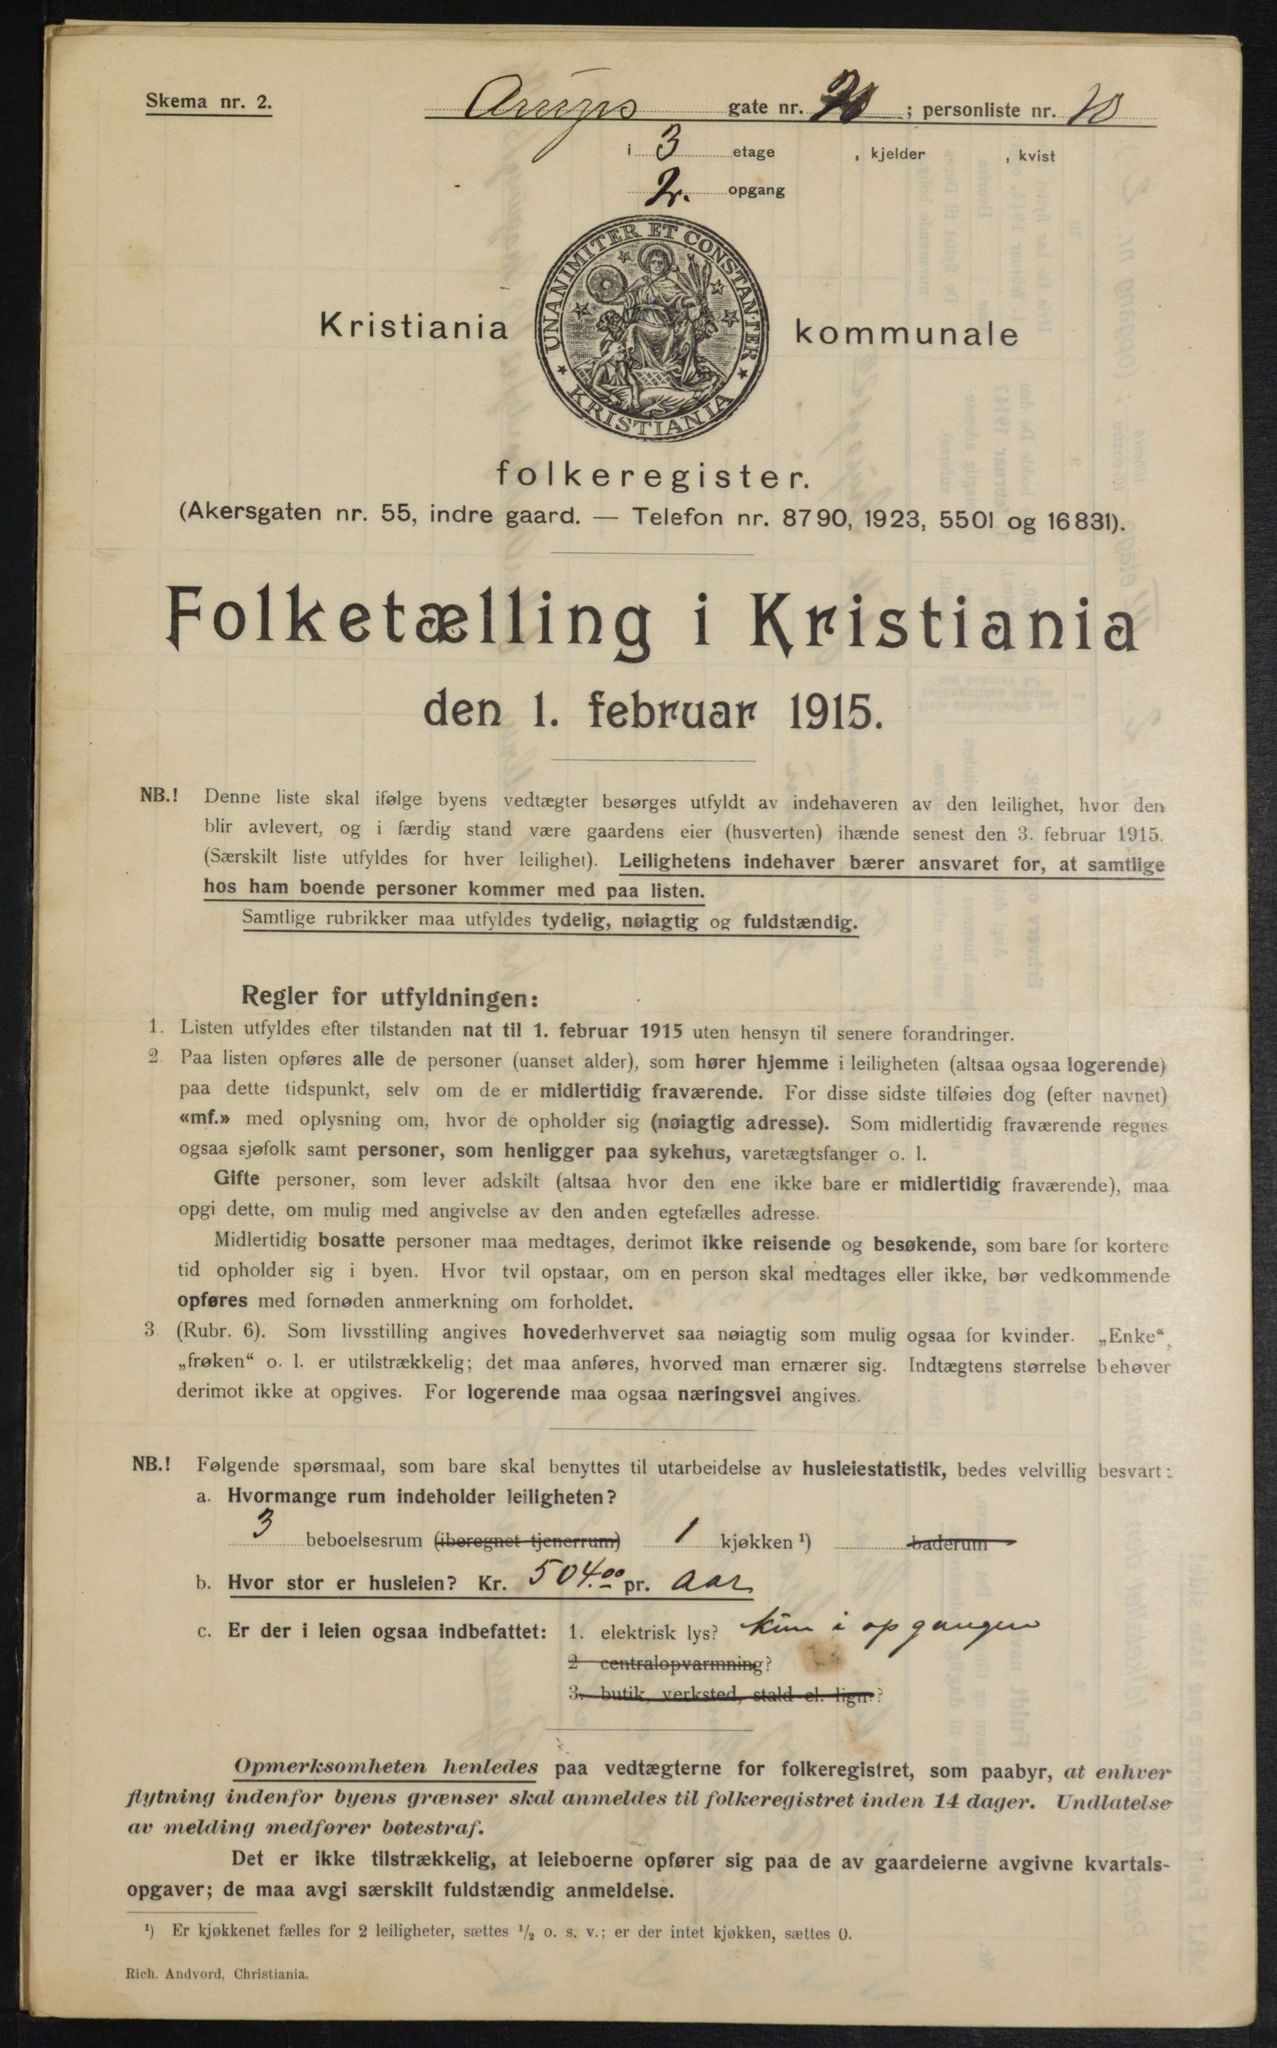 Skema nr. 2.
gate nr. 20 ; personliste nr. 10
i 3 etage , kjelder , kvist
2. opgang
UNANIMITER ET CONSTANTER
KRISTIANIA
Kristiania kommunale
folkeregister.
(Akersgaten nr. 55, indre gaard. — Telefon nr. 8790, 1923, 5501 og 16831).
Folketælling i Kristiania
den 1. februar 1915.
NB.! Denne liste skal ifølge byens vedtægter besørges utfyldt av indehaveren av den leilighet, hvor den
blir avlevert, og i færdig stand være gaardens eier (husverten) ihænde senest den 3. februar 1915.
(Særskilt liste utfyldes for hver leilighet). Leilighetens indehaver bærer ansvaret for, at samtlige
hos ham boende personer kommer med paa listen.
Samtlige rubrikker maa utfyldes tydelig, nøiagtig og fuldstændig.
Regler for utfyldningen:
1. Listen utfyldes efter tilstanden nat til 1. februar 1915 uten hensyn til senere forandringer.
2. Paa listen opføres alle de personer (uanset alder), som hører hjemme i leiligheten (altsaa ogsaa logerende)
paa dette tidspunkt, selv om de er midlertidig fraværende. For disse sidste tilføies dog (efter navnet)
«mf.» med oplysning om, hvor de opholder sig (nøiagtig adresse). Som midlertidig fraværende regnes
ogsaa sjøfolk samt personer, som henligger paa sykehus, varetægtsfanger o. l.
Gifte personer, som lever adskilt (altsaa hvor den ene ikke bare er midlertidig fraværende), maa
opgi dette, om mulig med angivelse av den anden egtefælles adresse.
Midlertidig bosatte personer maa medtages, derimot ikke reisende og besøkende, som bare for kortere
tid opholder sig i byen. Hvor tvil opstaar, om en person skal medtages eller ikke, bør vedkommende
opføres med fornøden anmerkning om forholdet.
3. (Rubr. 6). Som livsstilling angives hovederhvervet saa nøiagtig som mulig ogsaa for kvinder. „Enke“,
„frøken“ o. l. er utilstrækkelig; det maa anføres, hvorved man ernærer sig. Indtægtens størrelse behøver
derimot ikke at opgives. For logerende maa ogsaa næringsvei angives.
NB.! Følgende spørsmaal, som bare skal benyttes til utarbeidelse av husleiestatistik, bedes velvillig besvart:
a. Hvormange rum indeholder leiligheten?
3 beboelsesrum (iberegnet tjenerrum) 1 kjøkken ¹) baderum
b. Hvor stor er husleien? Kr. 504.00 pr. Aar
c. Er der i leien ogsaa indbefattet: 1. elektrisk lys? kun i opgangen
2 centralopvarmning?
3. butik, verksted, stald el. lign.?
Opmerksomheten henledes paa vedtægterne for folkeregistret, som paabyr, at enhver
flytning indenfor byens grænser skal anmeldes til folkeregistret inden 14 dager. Undlatelse
av melding medfører bøtestraf.
Det er ikke tilstrækkelig, at leieboerne opfører sig paa de av gaardeierne avgivne kvartals-
opgaver; de maa avgi særskilt fuldstændig anmeldelse.
¹) Er kjøkkenet fælles for 2 leiligheter, sættes ½ o. s. v.; er der intet kjøkken, sættes 0.
Rich. Andvord, Christiania.